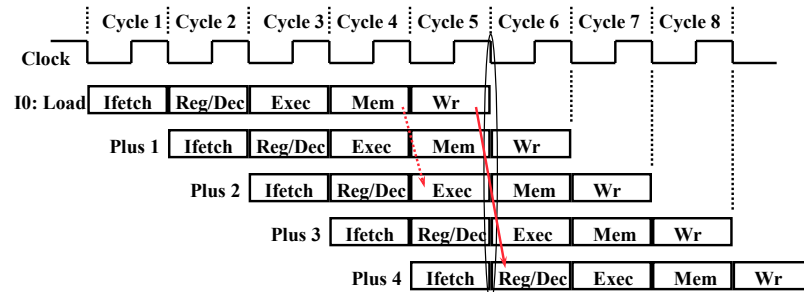 Cycle 1 Cycle 2 Cycle 3 Cycle 4 Cycle 5 Cycle 6 Cycle 7 Cycle 8
Clock
I0: Load Ifetch Reg/Dec Exec Mem Wr
Plus 1 Ifetch Reg/Dec Exec Mem Wr
Plus 2 Ifetch Reg/Dec Exec Mem Wr
Plus 3 Ifetch Reg/Dec Exec Mem Wr
Plus 4 Ifetch Reg/Dec Exec Mem Wr